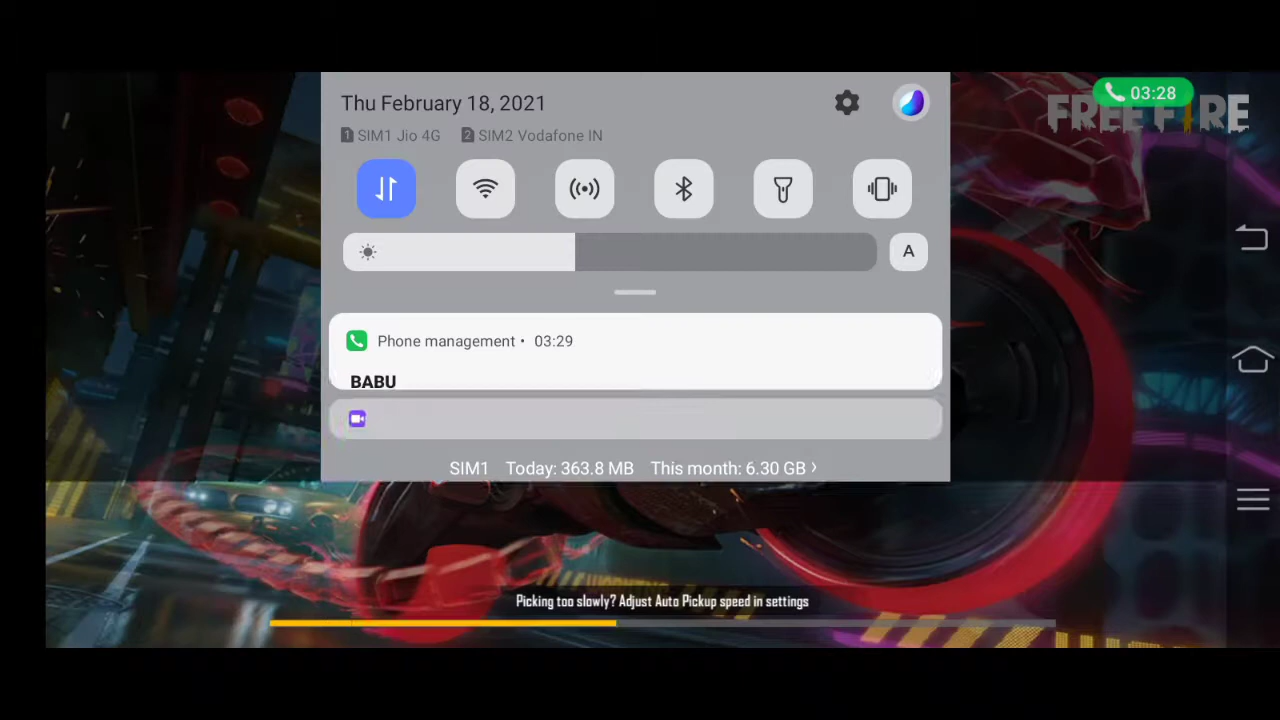 Thu February 18, 2021
1 SIM1 Jio 4G 2 SIM2 Vodafone IN
03:28
FREE FIRE
A
Phone management • 03:29
BABU
SIM1 Today: 363.8 MB This month: 6.30 GB ›
Picking too slowly? Adjust Auto Pickup speed in settings